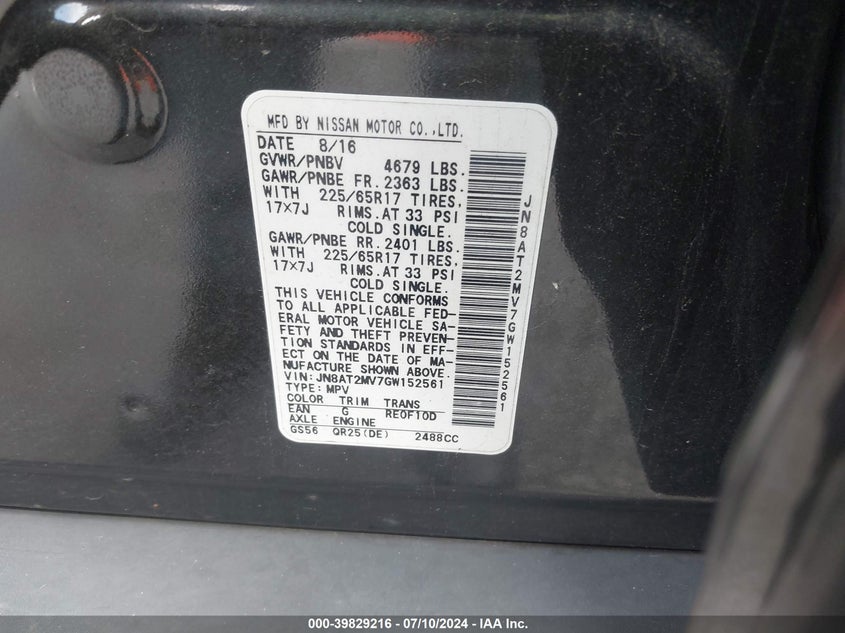 MFD BY NISSAN MOTOR CO.,LTD.
DATE 8/16
GVWR/PNBV 4679 LBS.
GAWR/PNBE FR. 2363 LBS.
WITH 225/65R17 TIRES,
17×7J RIMS.AT 33 PSI
COLD SINGLE.
GAWR/PNBE RR. 2401 LBS.
WITH 225/65R17 TIRES,
17×7J RIMS.AT 33 PSI
COLD SINGLE.
THIS VEHICLE CONFORMS
TO ALL APPLICABLE FED-
ERAL MOTOR VEHICLE SA-
FETY AND THEFT PREVEN-
TION STANDARDS IN EFF-
ECT ON THE DATE OF MA-
NUFACTURE SHOWN ABOVE.
VIN: JN8AT2MV7GW152561
TYPE: MPV
COLOR TRIM TRANS
EAN G RE0F10D
AXLE ENGINE
GS56 QR25(DE) 2488CC
JN8AT2MV7GW152561
000-39829216 - 07/10/2024 - IAA Inc.